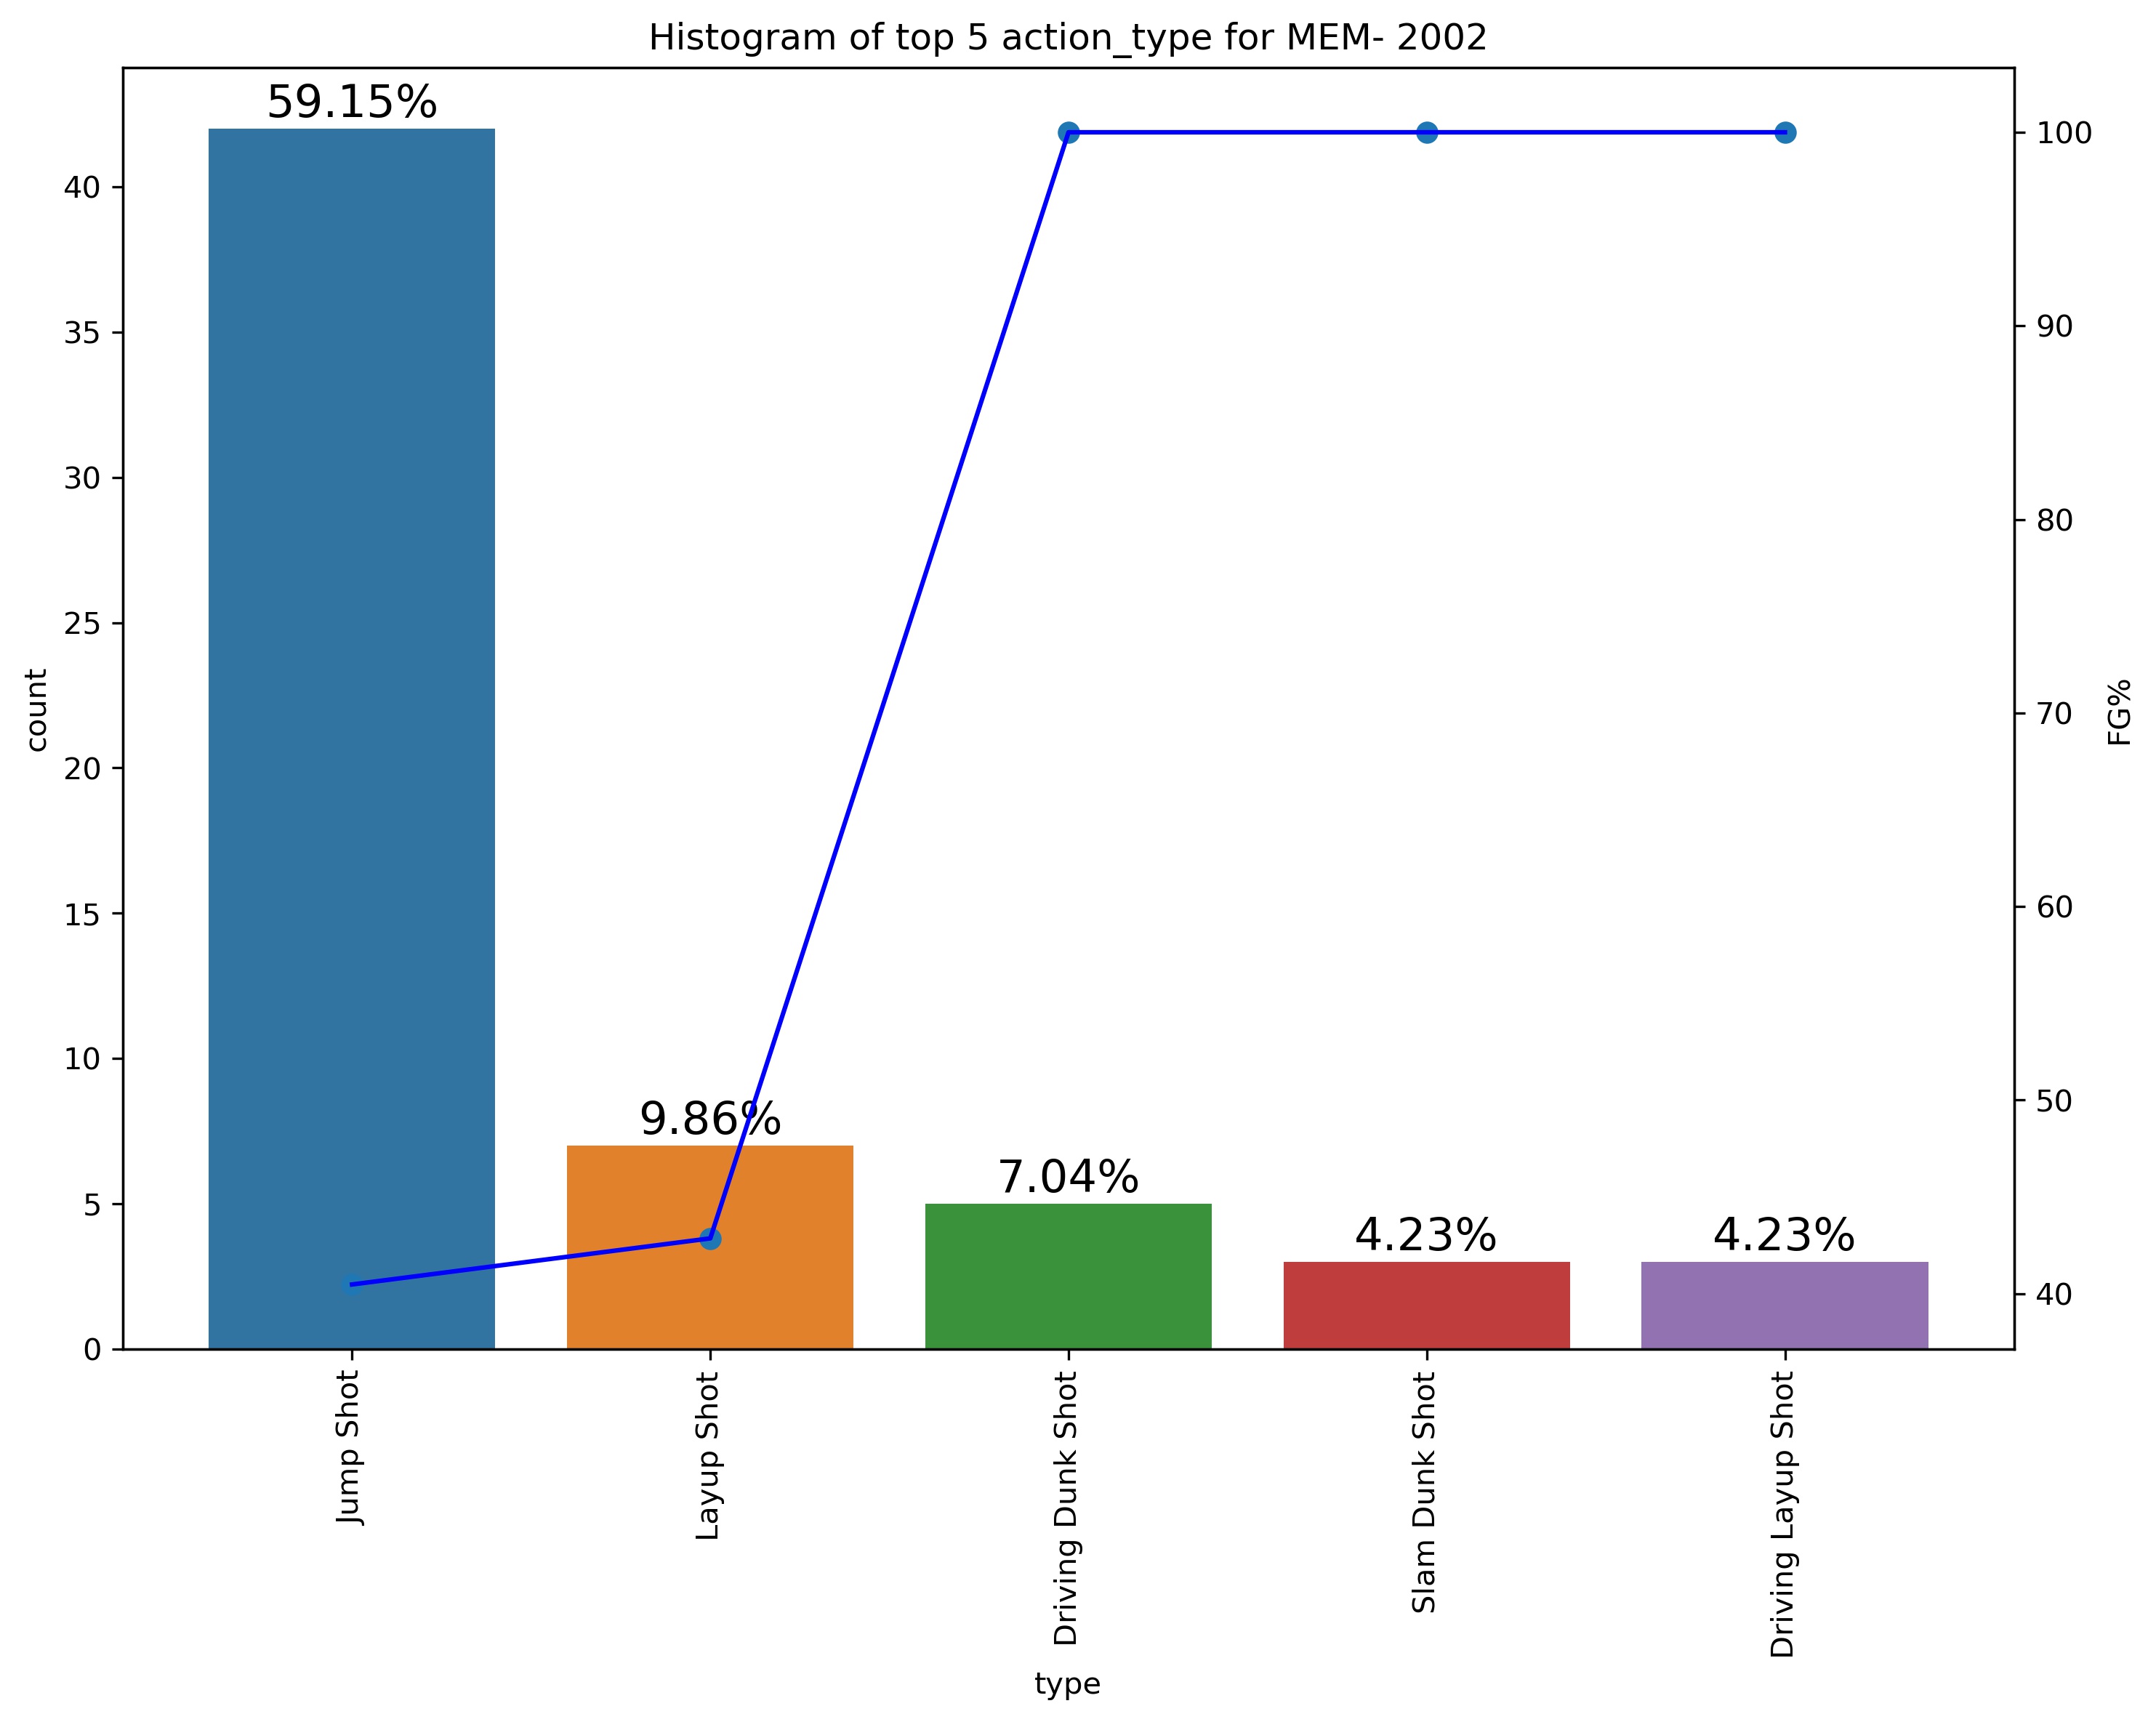 Histogram of top 5 action_type for MEM- 2002
59.15%
9.86%
7.04%
4.23%
4.23%
count
40
35
30
25
20
15
10
5
0
100
90
80
70
60
50
40
FG%
Jump Shot
Layup Shot
Driving Dunk Shot
Slam Dunk Shot
Driving Layup Shot
type